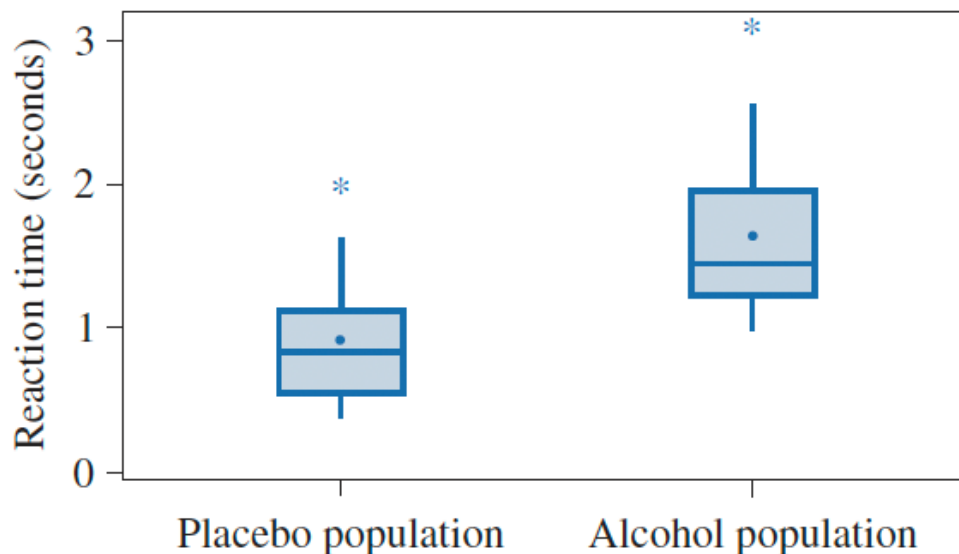 Reaction time (seconds)
3
2
1
0
*
*
Placebo population
Alcohol population